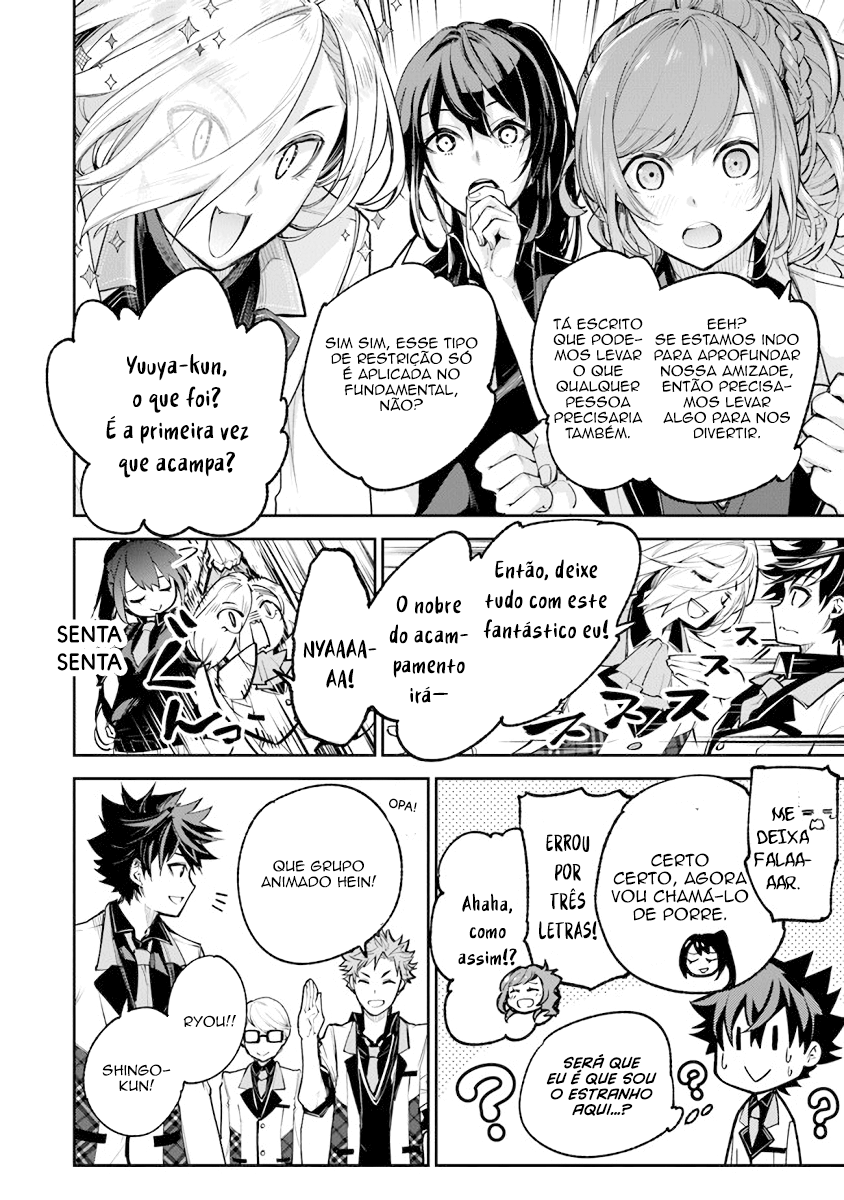 EEH?
SE ESTAMOS INDO
PARA APROFUNDAR
NOSSA AMIZADE,
ENTÃO PRECISA-
MOS LEVAR
ALGO PARA NOS
DIVERTIR.
TÁ ESCRITO
QUE PODE-
MOS LEVAR
O QUE
QUALQUER
PESSOA
PRECISARIA
TAMBÉM.
SIM SIM, ESSE TIPO
DE RESTRIÇÃO SÓ
É APLICADA NO
FUNDAMENTAL,
NÃO?
Yuuya-kun,
o que foi?
É a primeira vez
que acampa?
Então, deixe
tudo com este
fantástico eu!
O nobre
do acam-
pamento
irá—
スススス
NYAAAA-
AA!
SENTA
SENTA
ME
DEIXA
FALAA-
AAR.
CERTO
CERTO, AGORA
VOU CHAMÁ-LO
DE PORRE.
ERROU
POR
TRÊS
LETRAS!
Ahaha,
como
assim!?
SERÁ QUE
EU É QUE SOU
O ESTRANHO
AQUI...?
? ? ?
OPA!
QUE GRUPO
ANIMADO HEIN!
RYOU!!
SHINGO-
KUN!